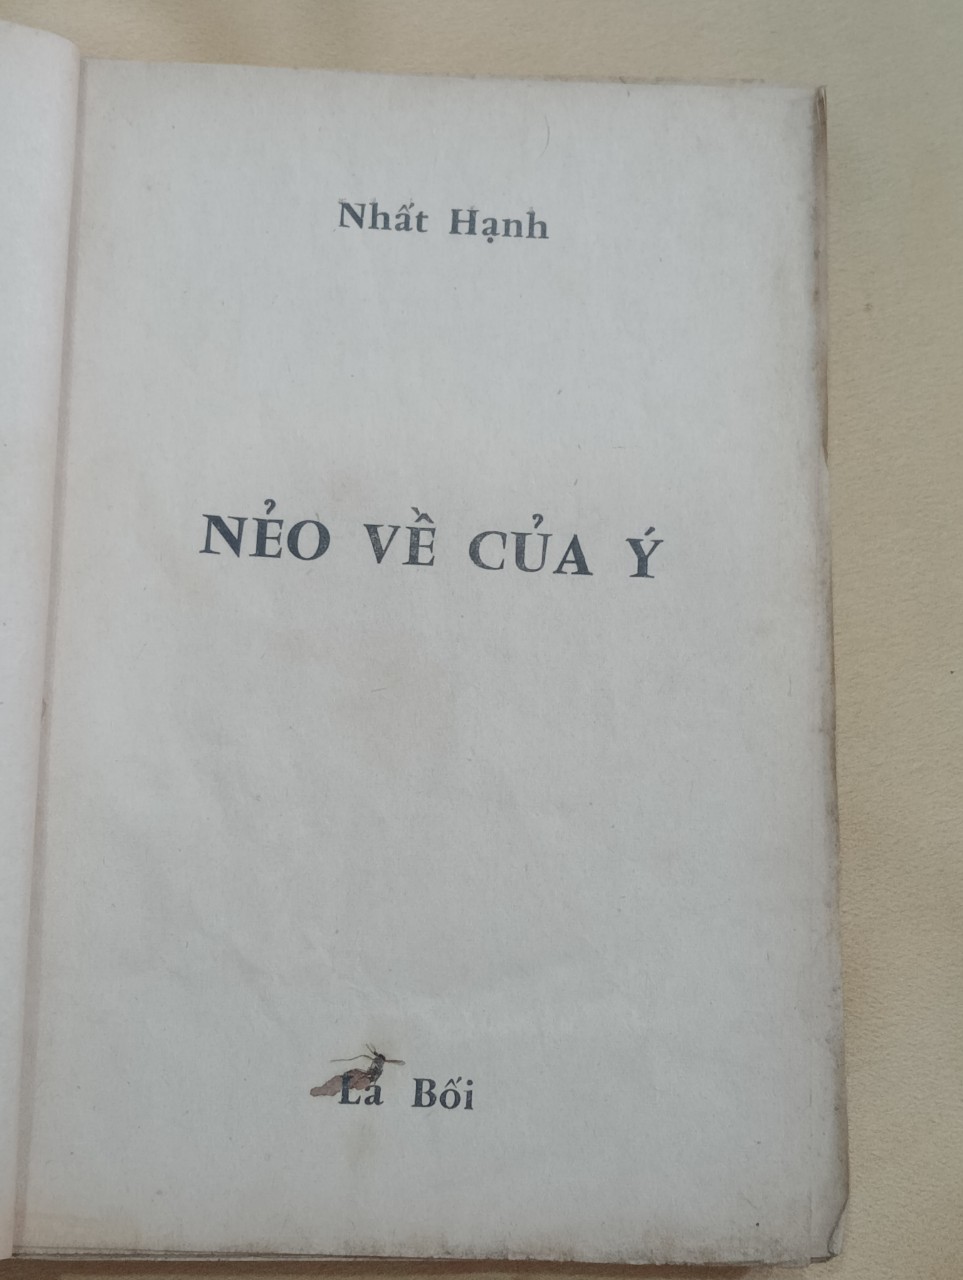 Nhất Hạnh
NẺO VỀ CỦA Ý
Lá Bối